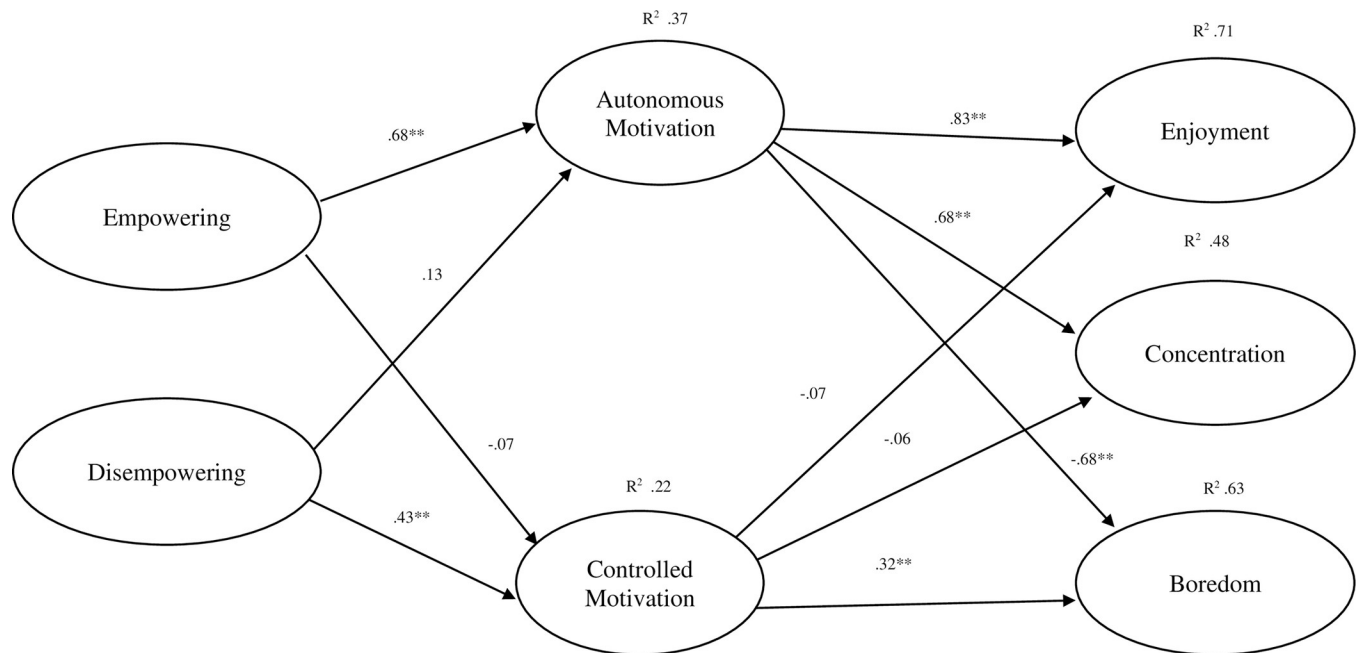 R² .37
R² .71
Autonomous
Motivation
.68**
.83**
Enjoyment
Empowering
.68**
R² .48
.13
Concentration
-.07
-.07
-.06
Disempowering
-.68**
R² .22
R² .63
.43**
Controlled
Motivation
.32**
Boredom